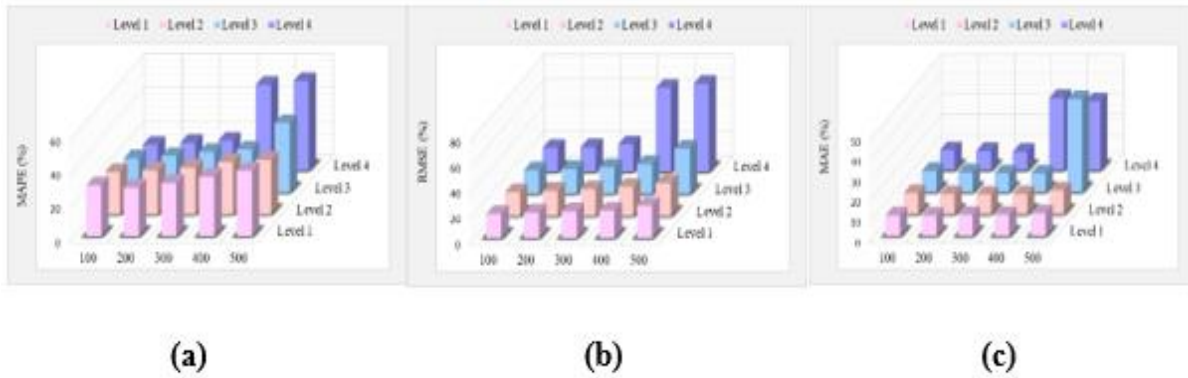 Level 1 Level 2 Level 3 Level 4
MAPE (%)
60
40
20
0
100 200 300 400 500
Level 4
Level 3
Level 2
Level 1
Level 1 Level 2 Level 3 Level 4
RMSE (%)
80
60
40
20
0
100 200 300 400 500
Level 4
Level 3
Level 2
Level 1
Level 1 Level 2 Level 3 Level 4
MAE (%)
50
40
30
20
10
0
100 200 300 400 500
Level 4
Level 3
Level 2
Level 1
(a) (b) (c)